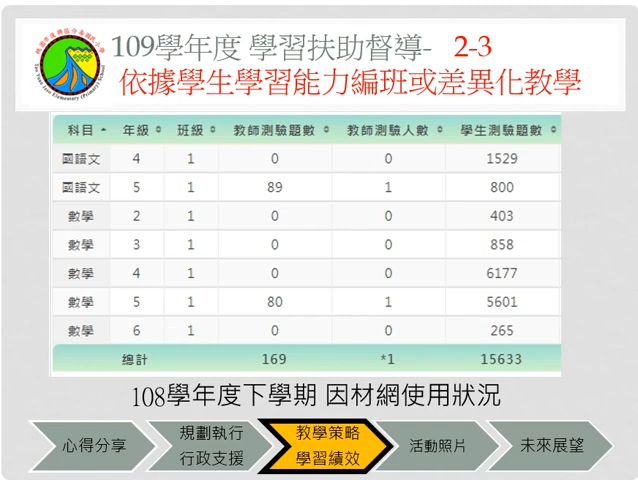 109學年度 學習扶助督導- 2-3
依據學生學習能力編班或差異化教學
科目 年級 班級 教師測驗題數 教師測驗人數 學生測驗題數
國語文 4 1 0 0 1529
國語文 5 1 89 1 800
數學 2 1 0 0 403
數學 3 1 0 0 858
數學 4 1 0 0 6177
數學 5 1 80 1 5601
數學 6 1 0 0 265
總計 169 *1 15633
108學年度下學期 因材網使用狀況
心得分享
規劃執行
行政支援
教學策略
學習績效
活動照片
未來展望